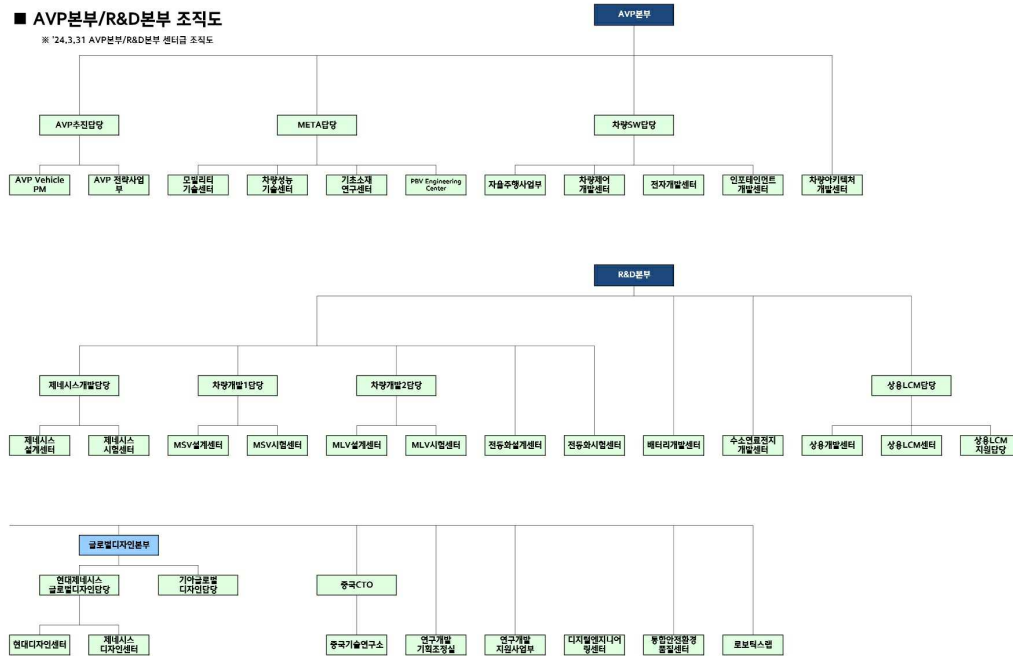 ■ AVP본부/R&D본부 조직도
※ '24.3.31 AVP본부/R&D본부 센터급 조직도
AVP본부
AVP추진담당
META담당
차량SW담당
AVP Vehicle
PM
AVP 전략사업
부
모빌리티
기술센터
차량성능
기술센터
기초소재
연구센터
PBV Engineering
Center
자율주행사업부
차량제어
개발센터
전자개발센터
인포테인먼트
개발센터
차량아키텍처
개발센터
R&D본부
제네시스개발담당
차량개발1담당
차량개발2담당
상용LCM담당
제네시스
설계센터
제네시스
시험센터
MSV설계센터
MSV시험센터
MLV설계센터
MLV시험센터
전동화설계센터
전동화시험센터
배터리개발센터
수소연료전지
개발센터
상용개발센터
상용LCM센터
상용LCM
지원담당
글로벌디자인본부
현대제네시스
글로벌디자인담당
기아글로벌
디자인담당
중국CTO
현대디자인센터
제네시스
디자인센터
중국기술연구소
연구개발
기획조정실
연구개발
지원사업부
디지털엔지니어
링센터
통합안전환경
품질센터
로보틱스랩